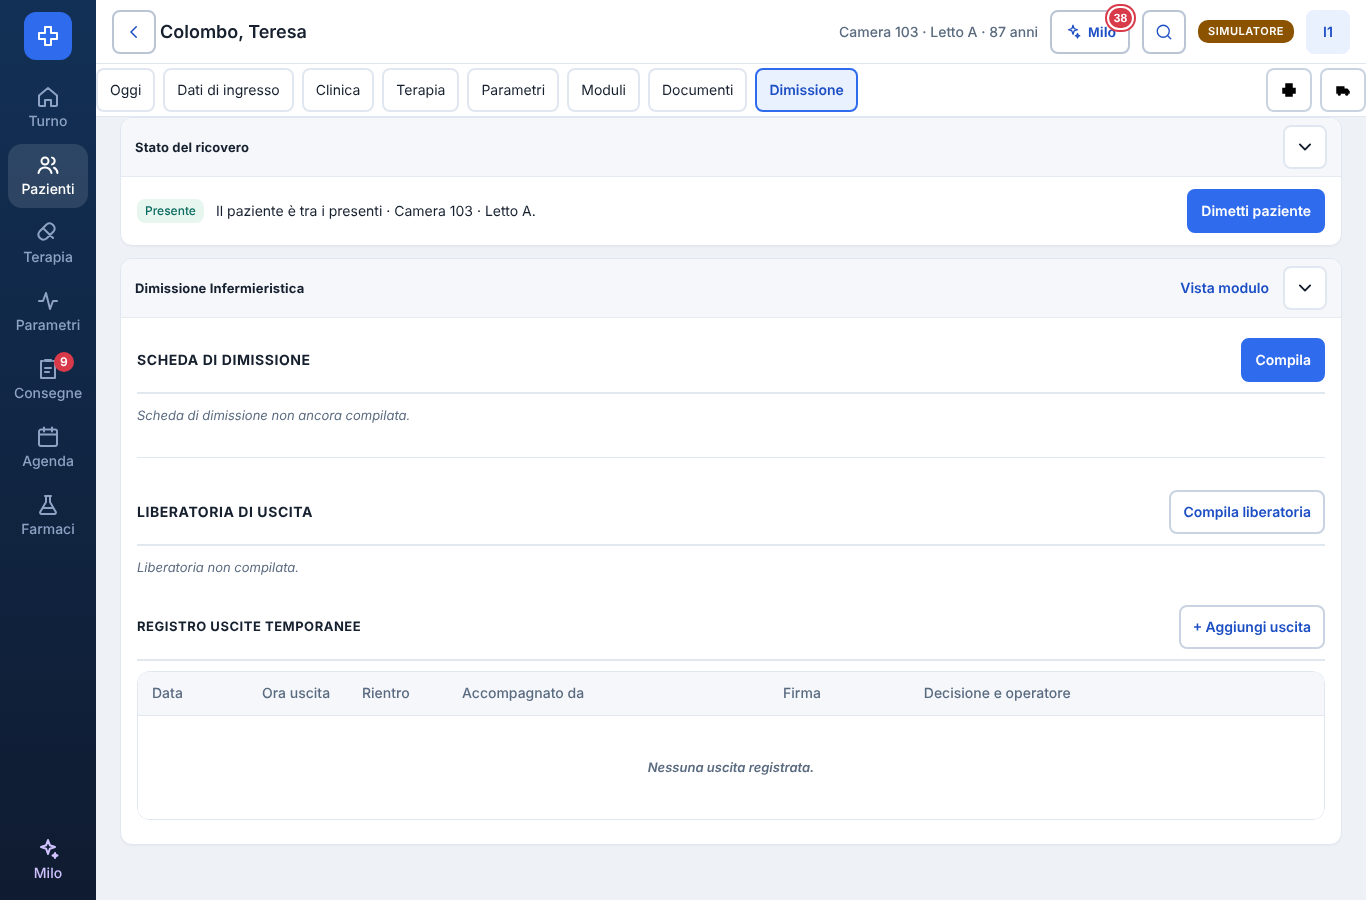 Colombo, Teresa
Camera 103 · Letto A · 87 anni
Milo
38
SIMULATORE
I1
Turno
Pazienti
Terapia
Parametri
9
Consegne
Agenda
Farmaci
Milo
Oggi
Dati di ingresso
Clinica
Terapia
Parametri
Moduli
Documenti
Dimissione
Stato del ricovero
Presente
Il paziente è tra i presenti · Camera 103 · Letto A.
Dimetti paziente
Dimissione Infermieristica
Vista modulo
SCHEDA DI DIMISSIONE
Compila
Scheda di dimissione non ancora compilata.
LIBERATORIA DI USCITA
Compila liberatoria
Liberatoria non compilata.
REGISTRO USCITE TEMPORANEE
+ Aggiungi uscita
Data Ora uscita Rientro Accompagnato da Firma Decisione e operatore
Nessuna uscita registrata.